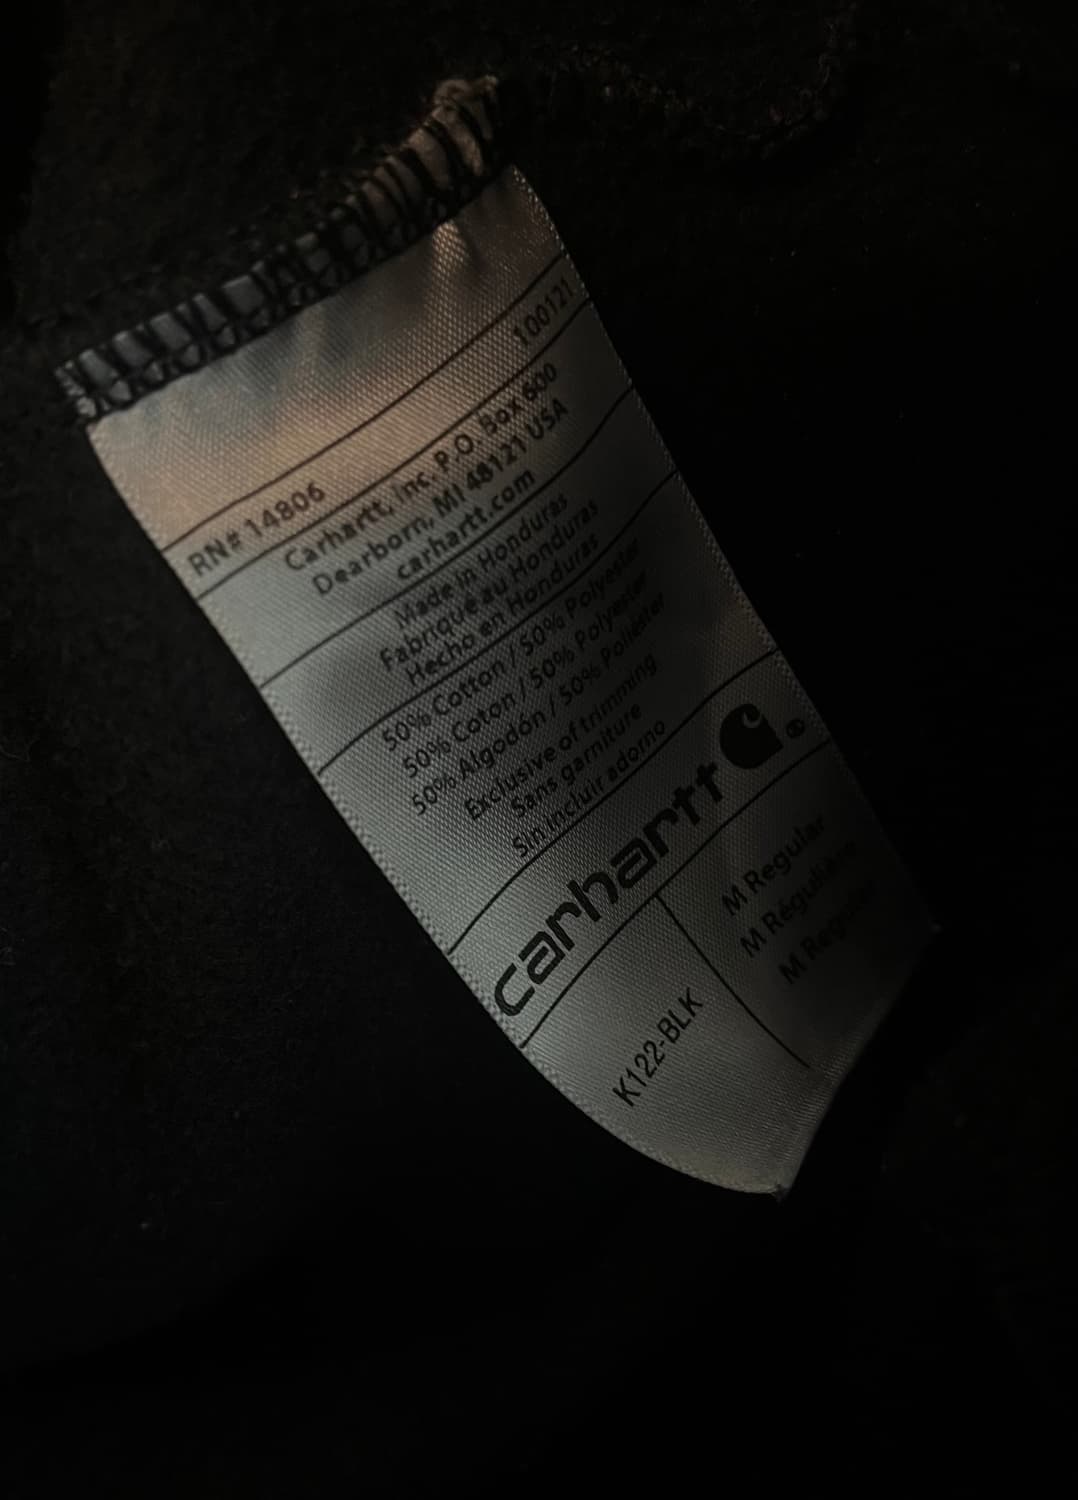 RN# 14806 100121
Carhartt, Inc. P.O. Box 600
Dearborn, MI 48121 USA
carhartt.com
Made in Honduras
Fabriqué au Honduras
Hecho en Honduras
50% Cotton / 50% Polyester
50% Coton / 50% Polyester
50% Algodón / 50% Poliéster
Exclusive of trimming
Sans garniture
Sin incluir adorno
carhartt
K122-BLK
M Regular
M Régulière
M Regular